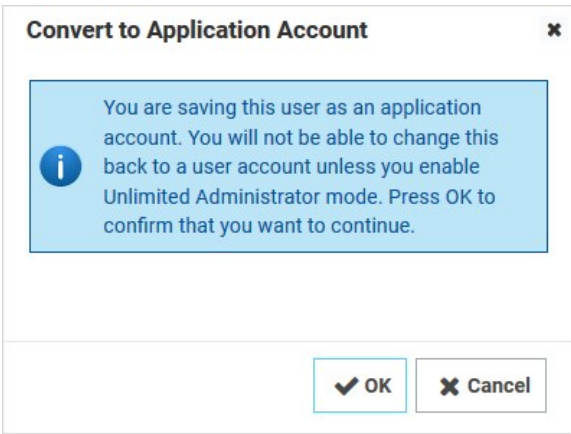 Convert to Application Account
You are saving this user as an application
account. You will not be able to change this
back to a user account unless you enable
Unlimited Administrator mode. Press OK to
confirm that you want to continue.
OK
Cancel